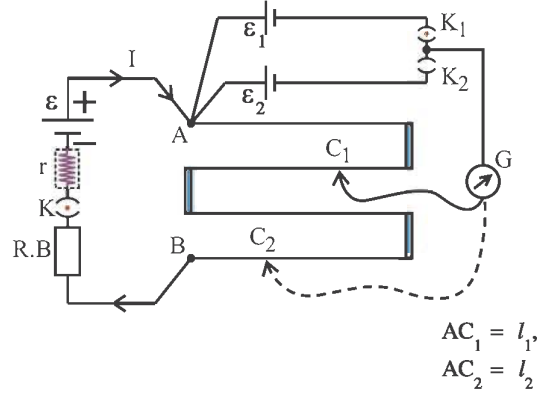 K₁
ε₁
I
K₂
ε +
ε₂
−
A
C₁
r
G
K
B
C₂
R.B
AC₁ = l₁,
AC₂ = l₂